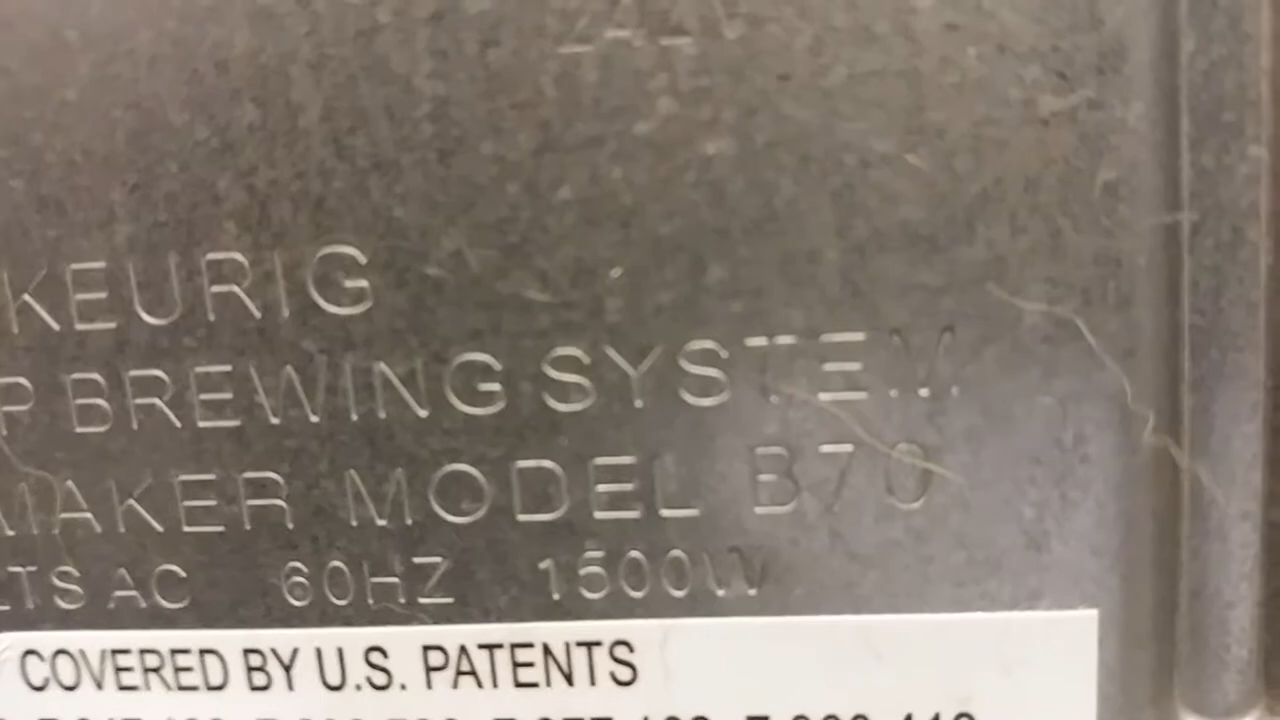 KEURIG
P BREWING SYSTEM
MAKER MODEL B70
LTS AC 60HZ 1500W
COVERED BY U.S. PATENTS